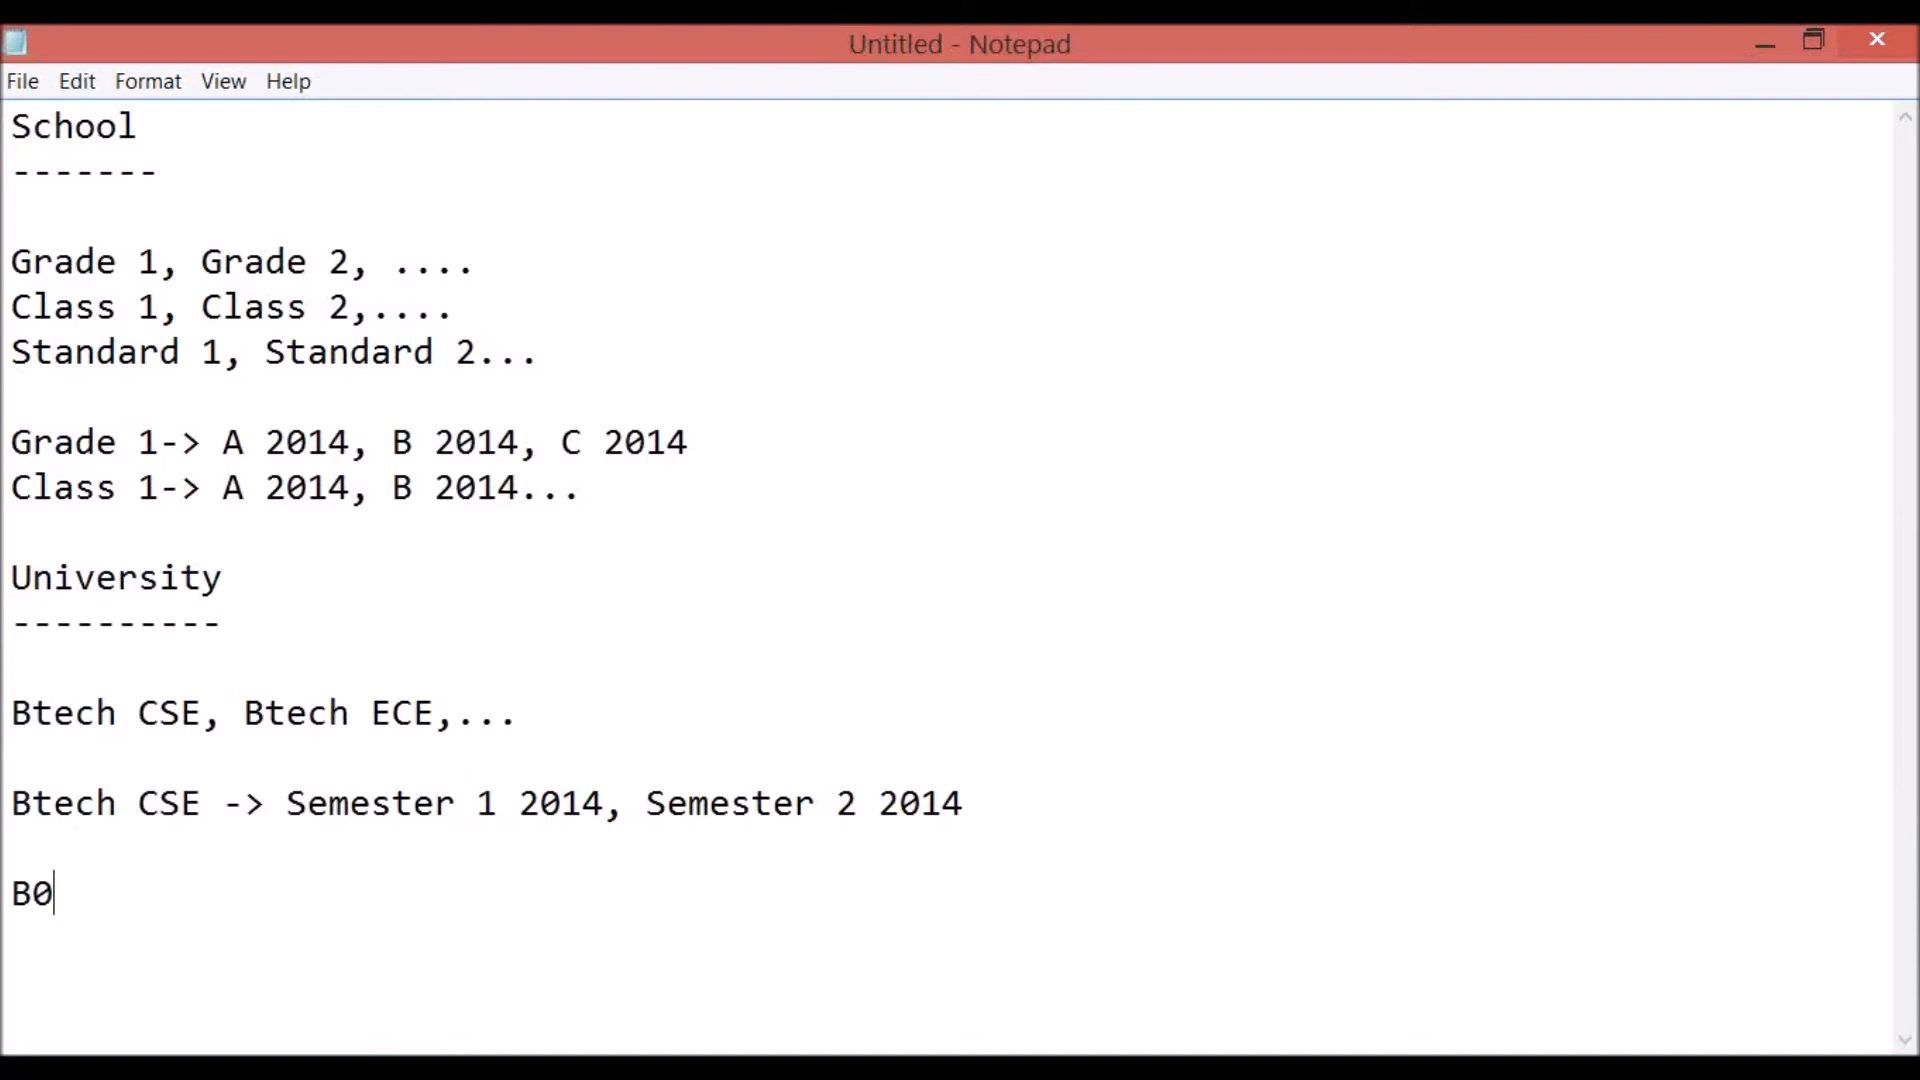 Untitled - Notepad
File Edit Format View Help
School
-------
Grade 1, Grade 2, ....
Class 1, Class 2,....
Standard 1, Standard 2...
Grade 1-> A 2014, B 2014, C 2014
Class 1-> A 2014, B 2014...
University
----------
Btech CSE, Btech ECE,...
Btech CSE -> Semester 1 2014, Semester 2 2014
B0